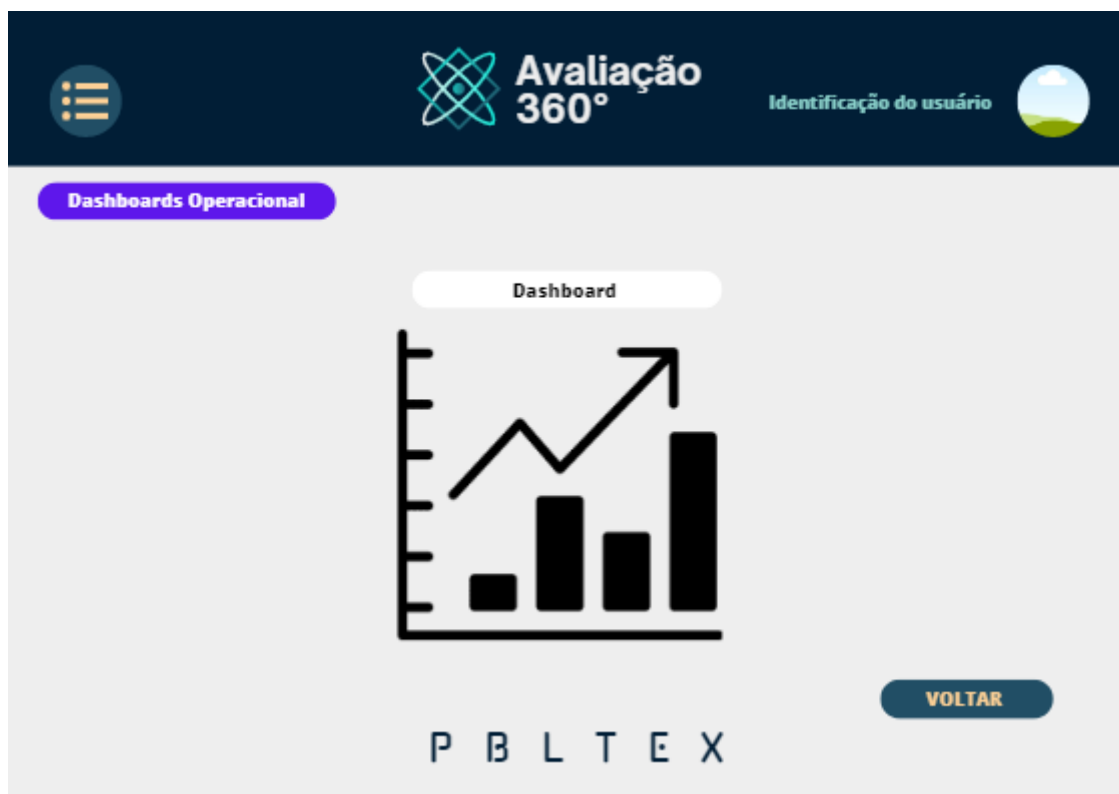 Avaliação
360°
Identificação do usuário
Dashboards Operacional
Dashboard
VOLTAR
PBLTEX